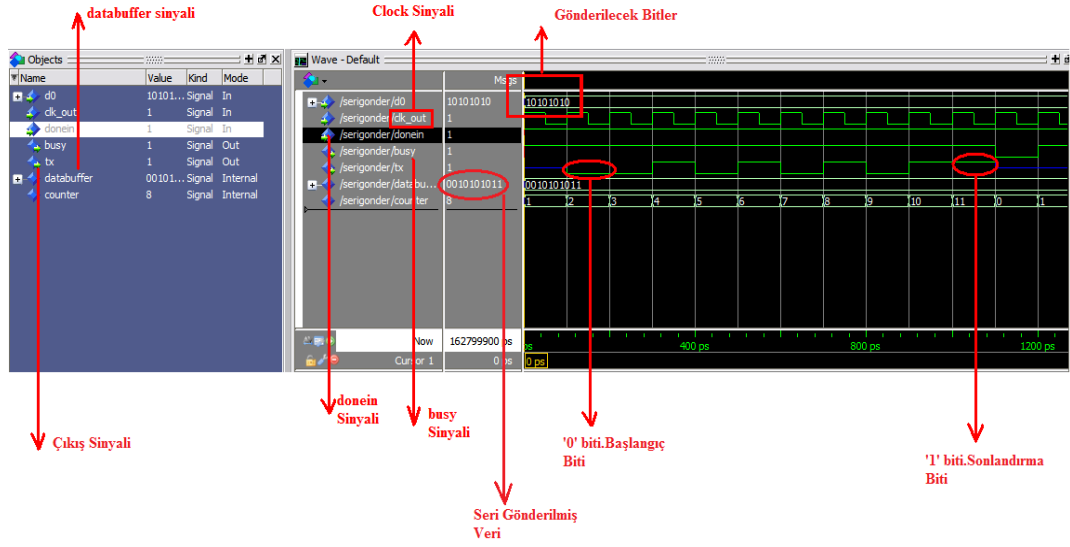 databuffer sinyali
Clock Sinyali
Gönderilecek Bitler
Objects
Name Value Kind Mode
d0 10101... Signal In
clk_out 1 Signal In
donein 1 Signal In
busy 1 Signal Out
tx 1 Signal Out
databuffer 00101... Signal Internal
counter 8 Signal Internal
Wave - Default
Msgs
/serigonder/d0 10101010 10101010
/serigonder/clk_out 1
/serigonder/donein 1
/serigonder/busy 1
/serigonder/tx 1
/serigonder/databu... 0010101011 0010101011
/serigonder/counter 8 1 2 3 4 5 6 7 8 9 10 11 0 1
Now 162799900 ps ps 400 ps 800 ps 1200 ps
Cursor 1 0 ps 0 ps
donein
Sinyali
busy
Sinyali
Çıkış Sinyali
'0' biti.Başlangıç
Biti
'1' biti.Sonlandırma
Biti
Seri Gönderilmiş
Veri